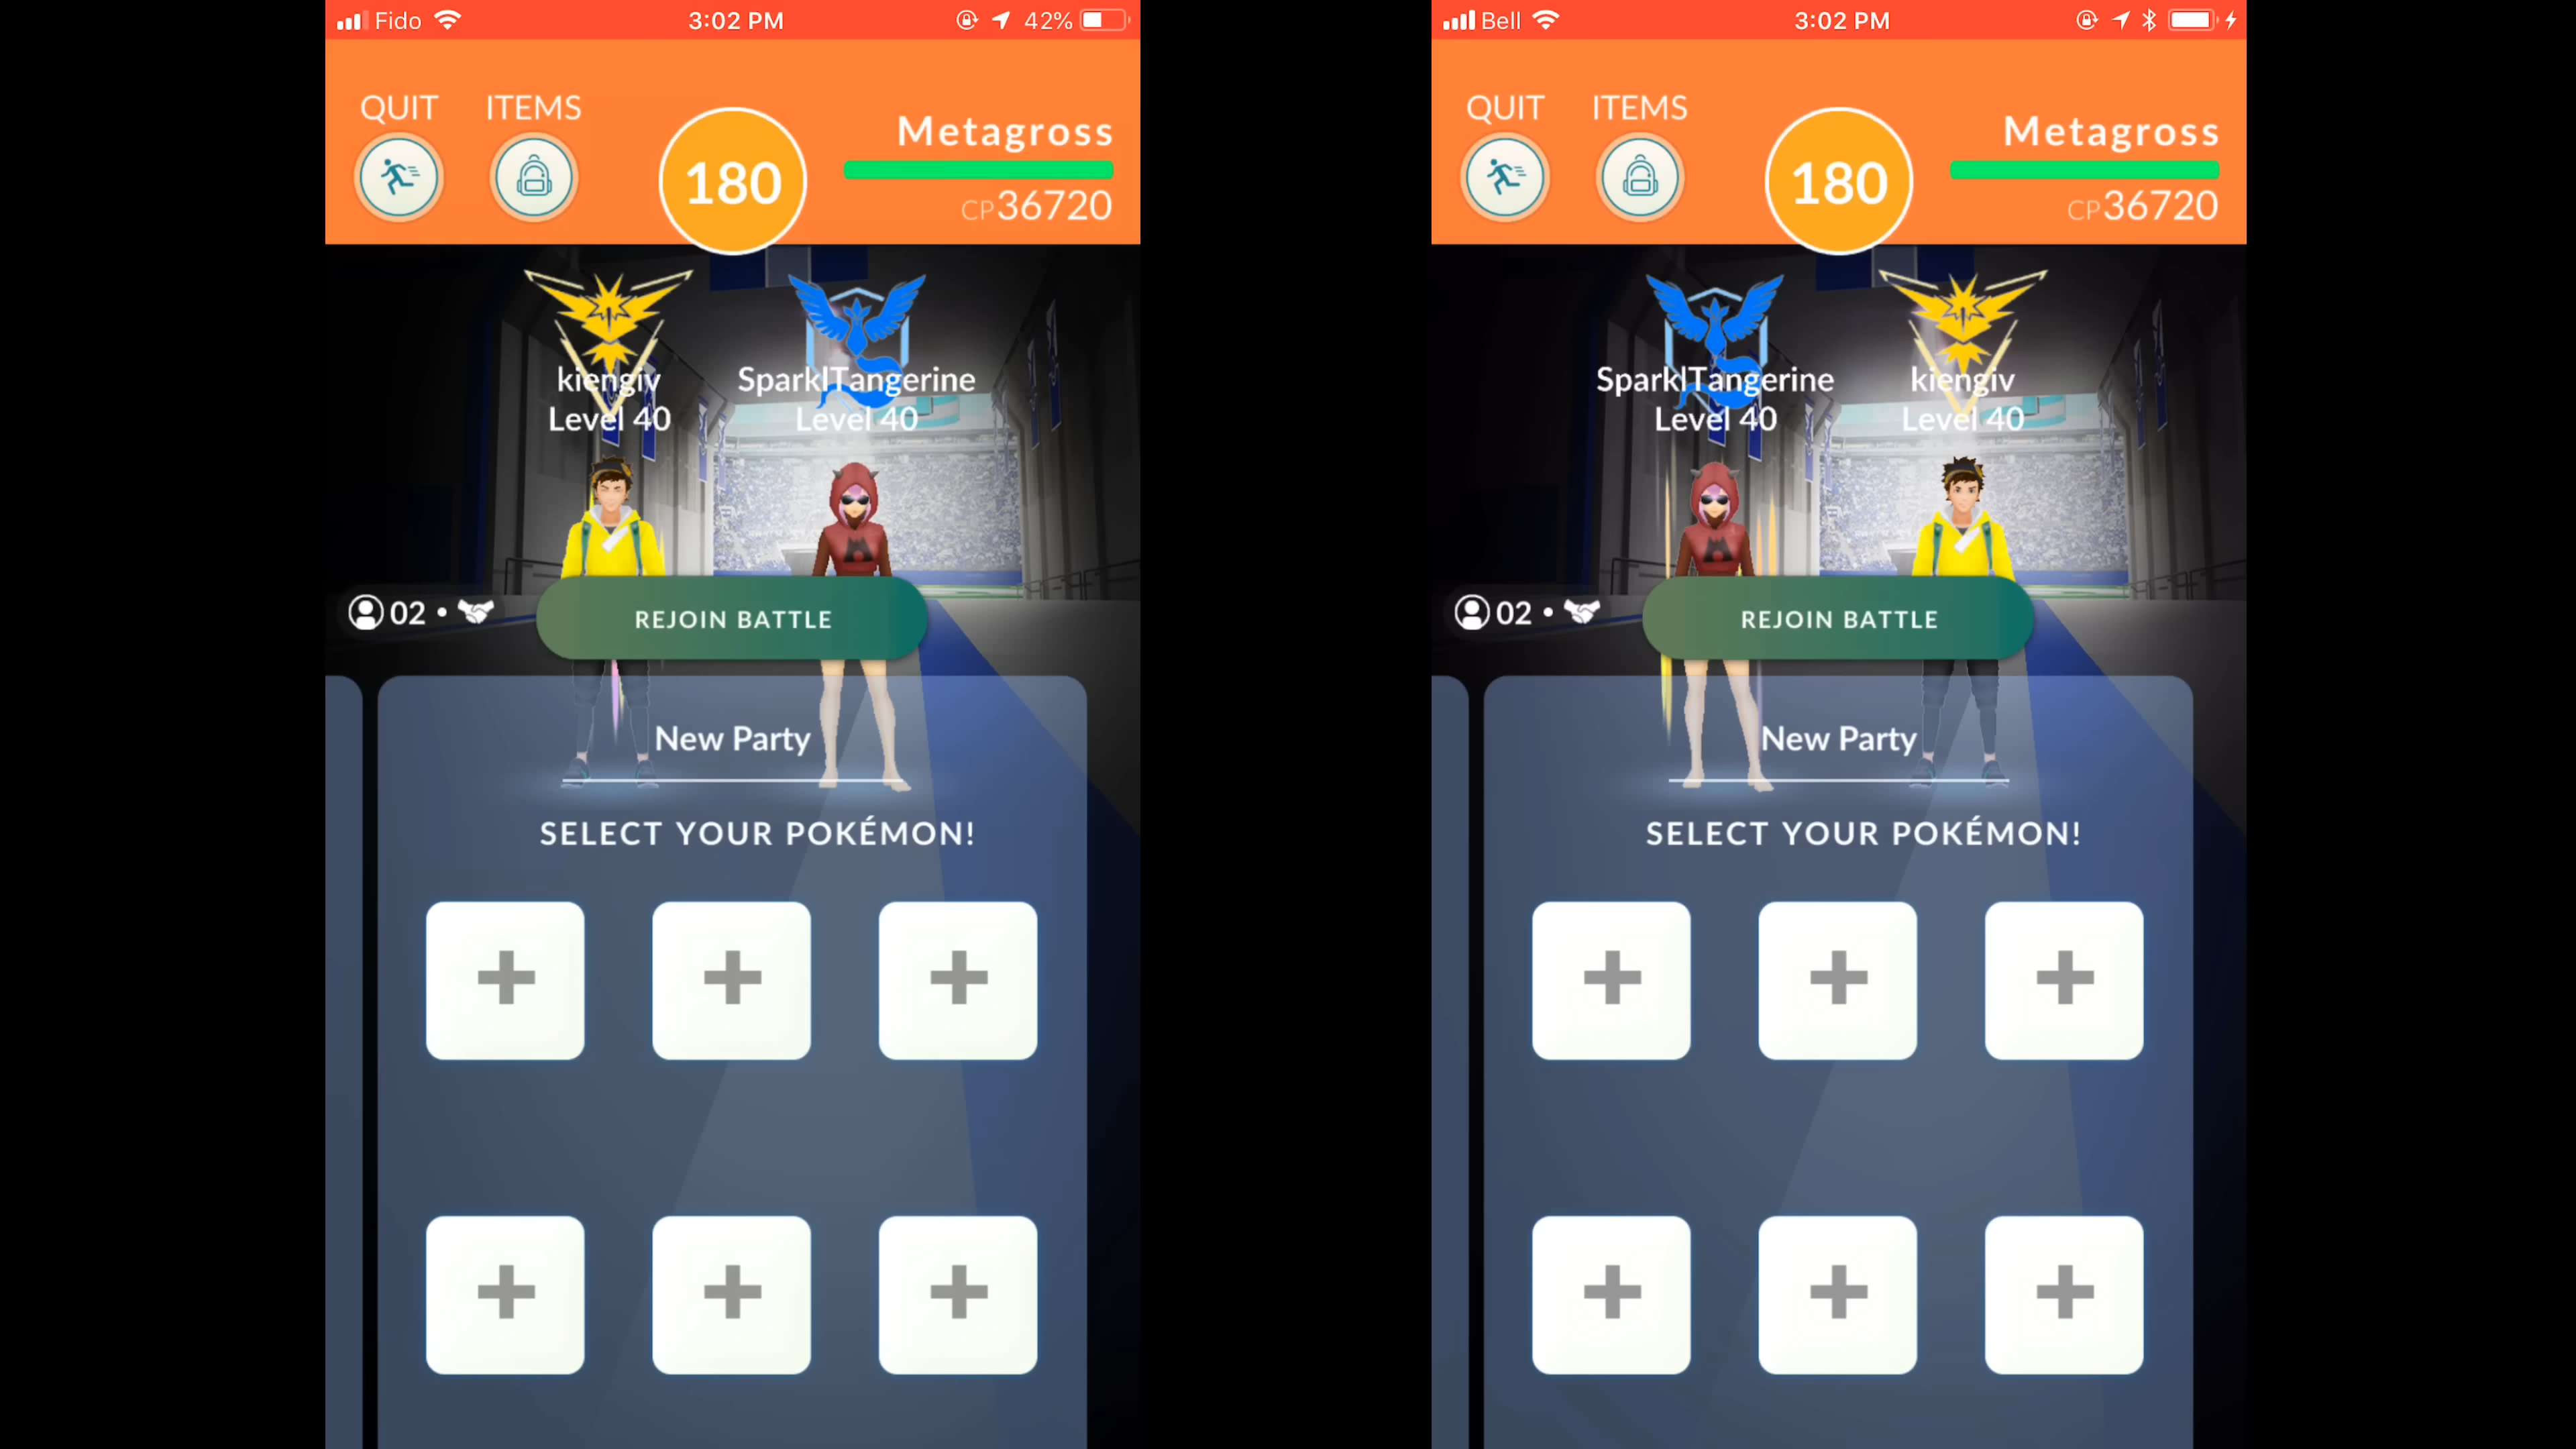 Fido 3:02 PM 42%
QUIT ITEMS
180
Metagross
CP36720
kiengiv
Level 40
SparklTangerine
Level 40
02 •
REJOIN BATTLE
New Party
SELECT YOUR POKÉMON!
Bell 3:02 PM
QUIT ITEMS
180
Metagross
CP36720
SparklTangerine
Level 40
kiengiv
Level 40
02 •
REJOIN BATTLE
New Party
SELECT YOUR POKÉMON!